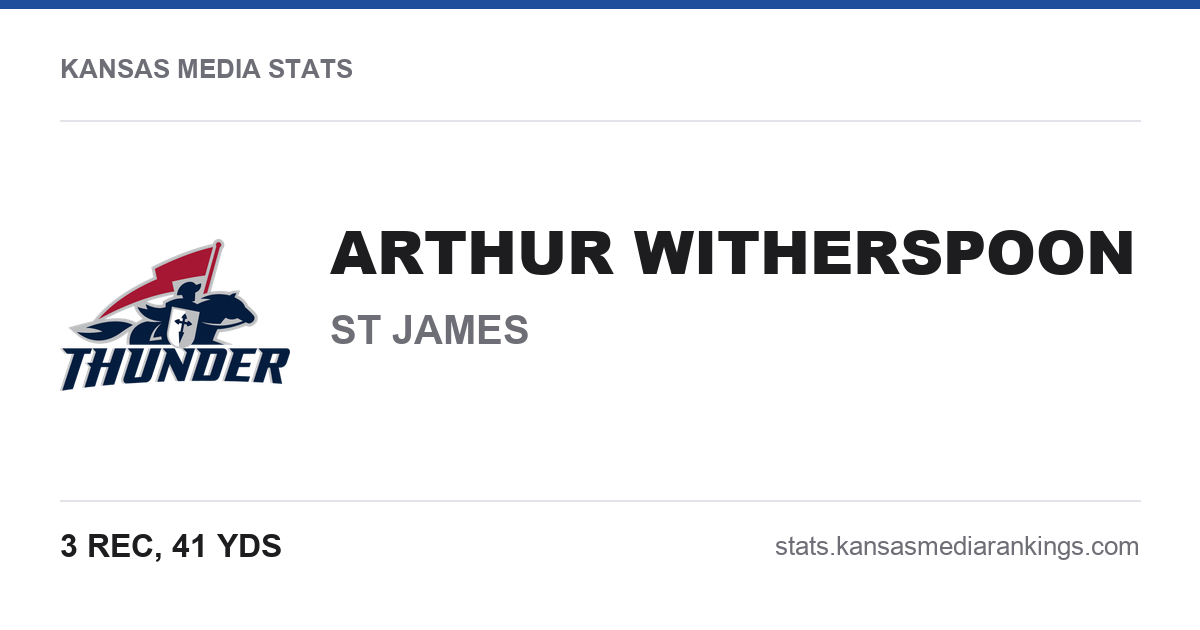 KANSAS MEDIA STATS
ARTHUR WITHERSPOON
ST JAMES
THUNDER
3 REC, 41 YDS
stats.kansasmediarankings.com